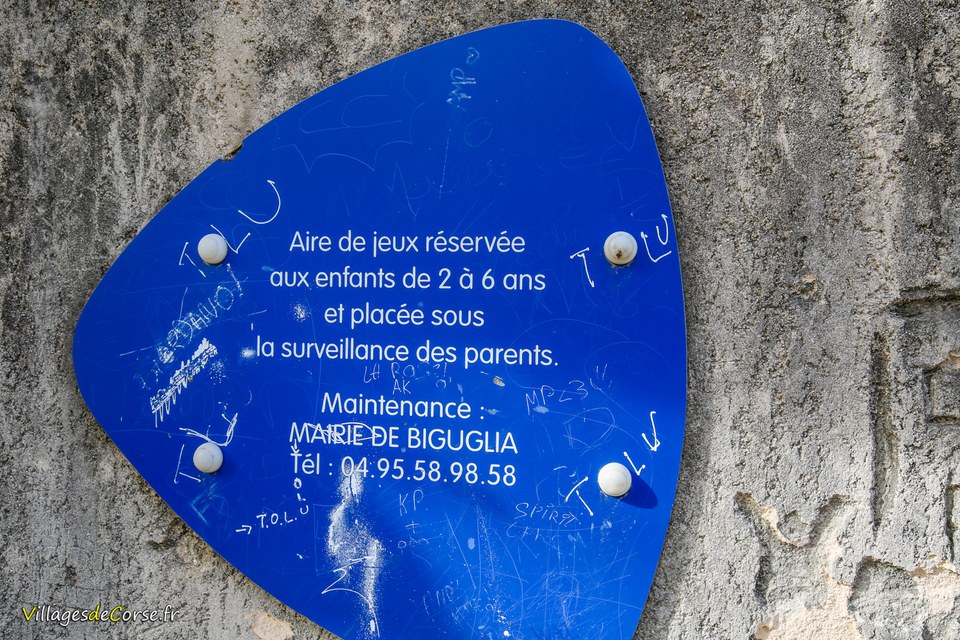 Aire de jeux réservée
aux enfants de 2 à 6 ans
et placée sous
la surveillance des parents.
Maintenance :
MAIRIE DE BIGUGLIA
Tél : 04.95.58.98.58
T.O.L.U
KP
VillagesdeCorse.fr